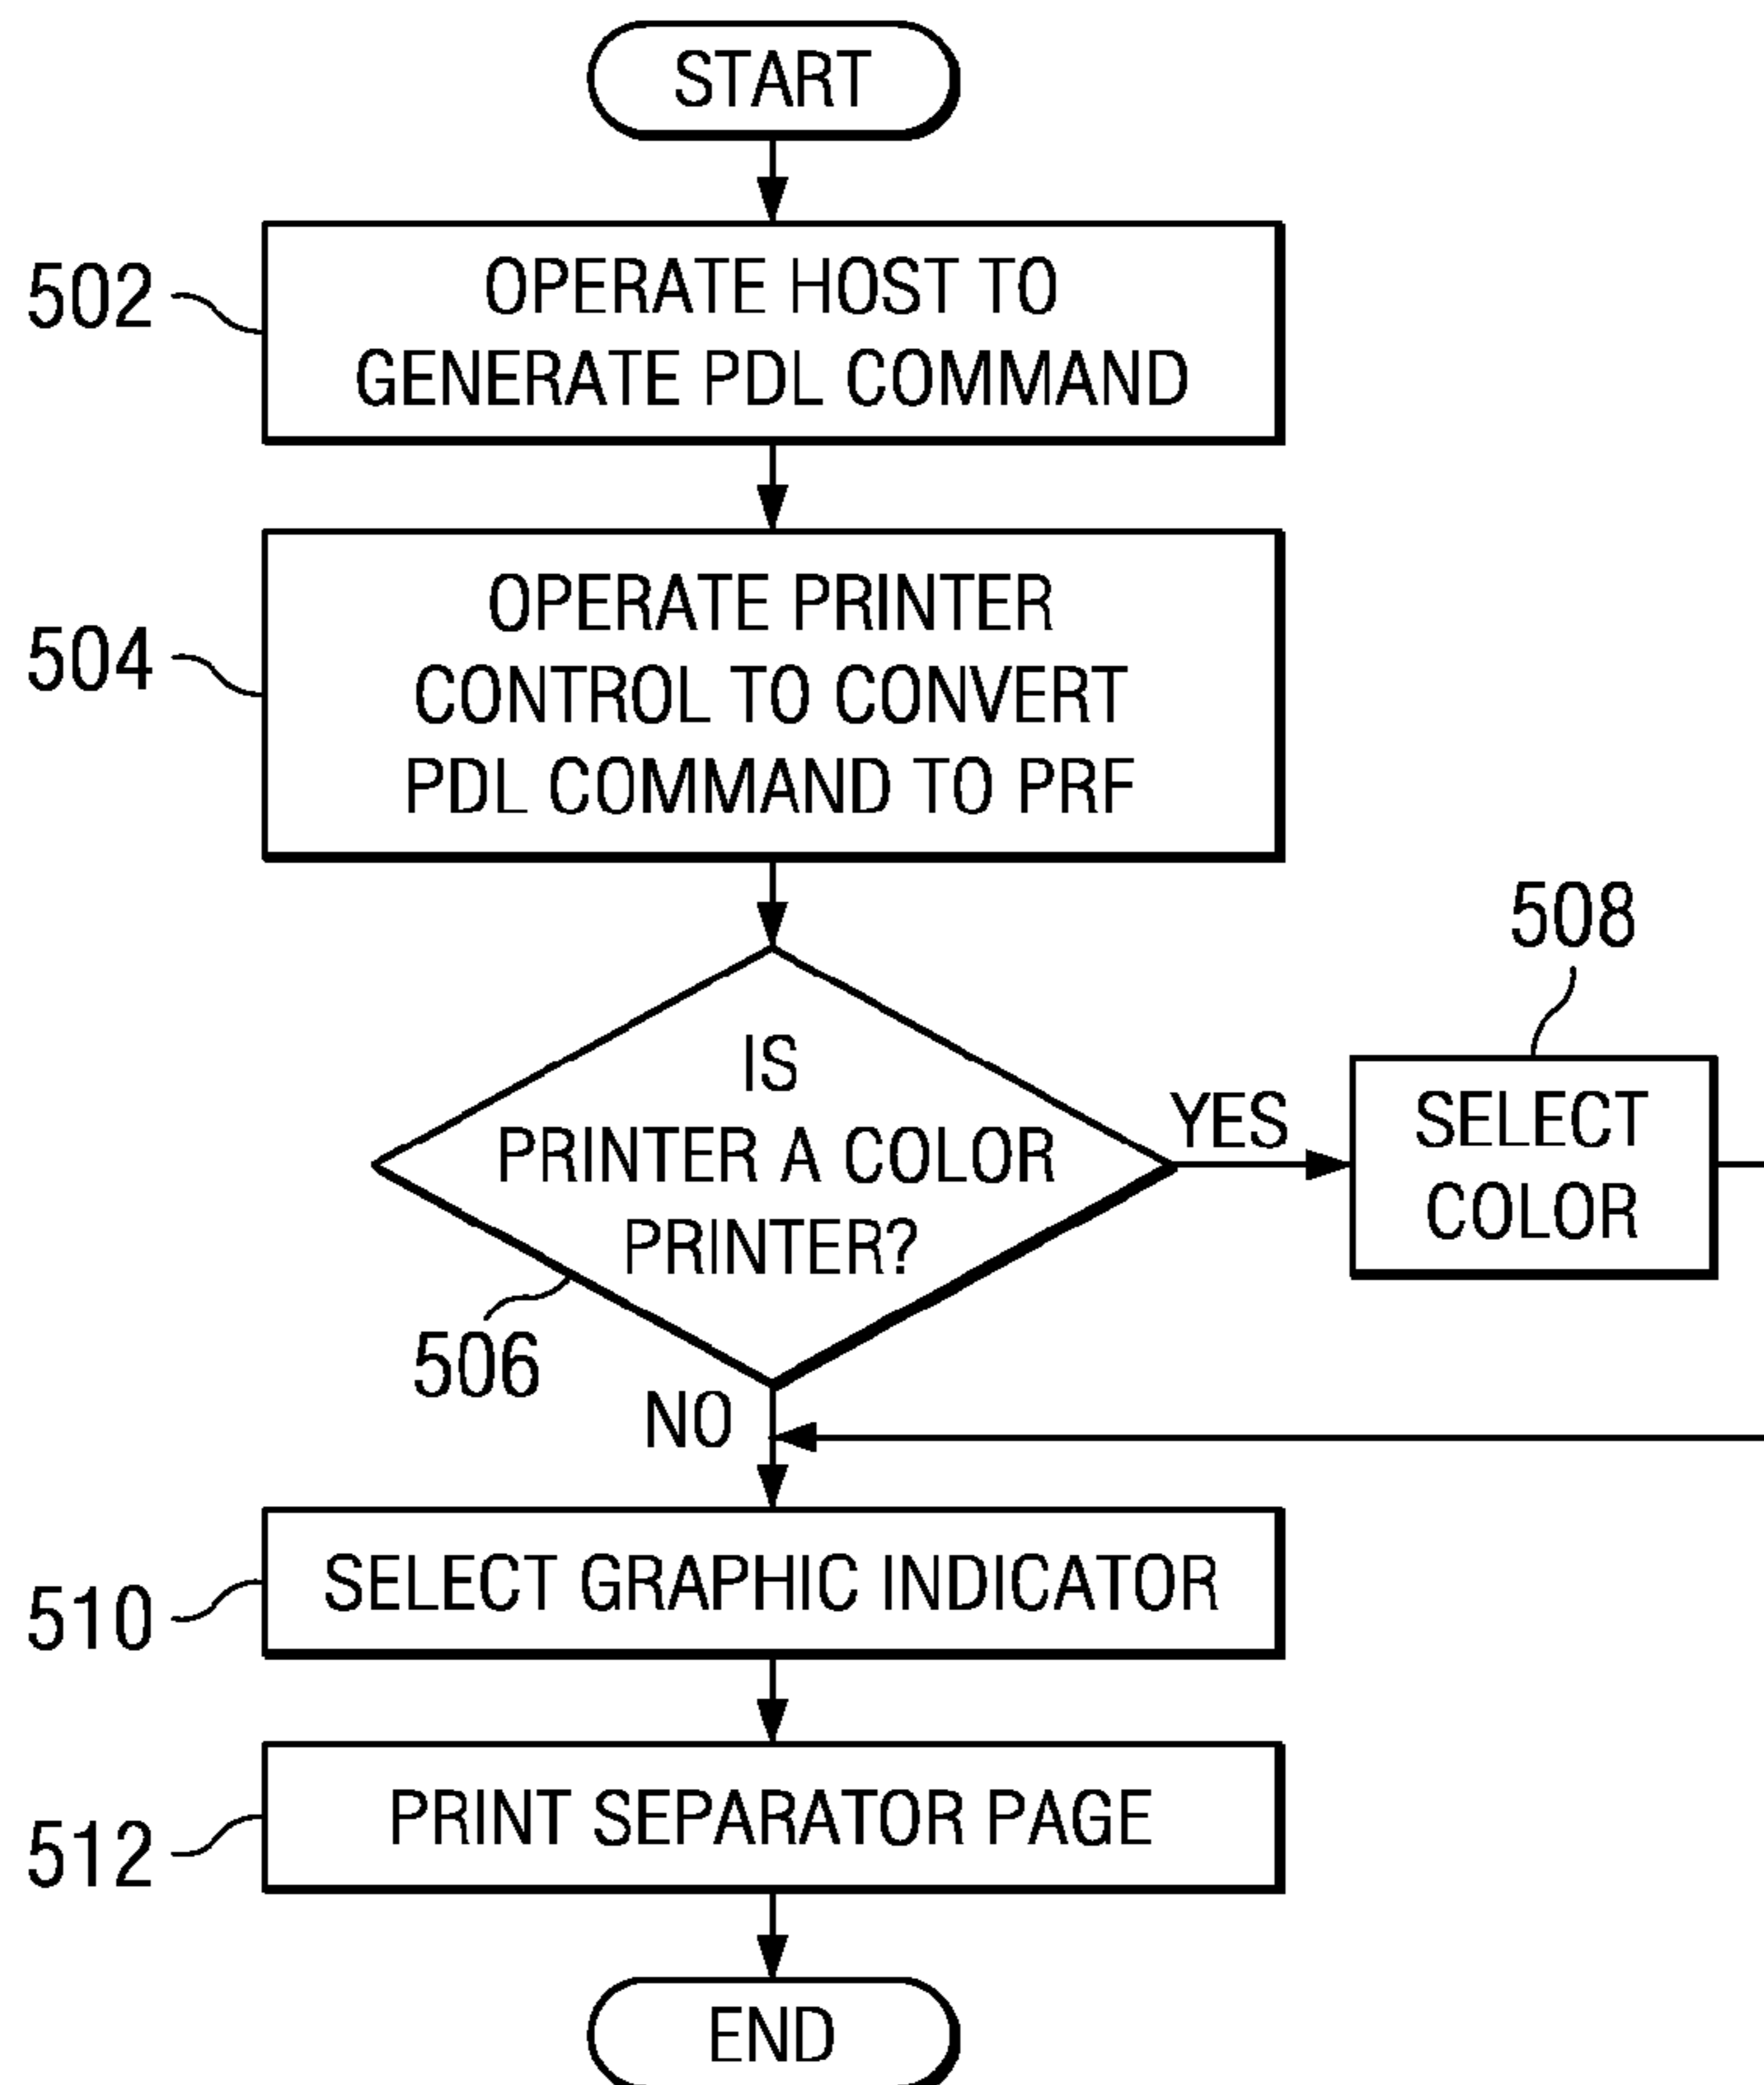 START
502
OPERATE HOST TO
GENERATE PDL COMMAND
504
OPERATE PRINTER
CONTROL TO CONVERT
PDL COMMAND TO PRF
508
IS
PRINTER A COLOR
PRINTER?
YES
SELECT
COLOR
506
NO
510
SELECT GRAPHIC INDICATOR
512
PRINT SEPARATOR PAGE
END